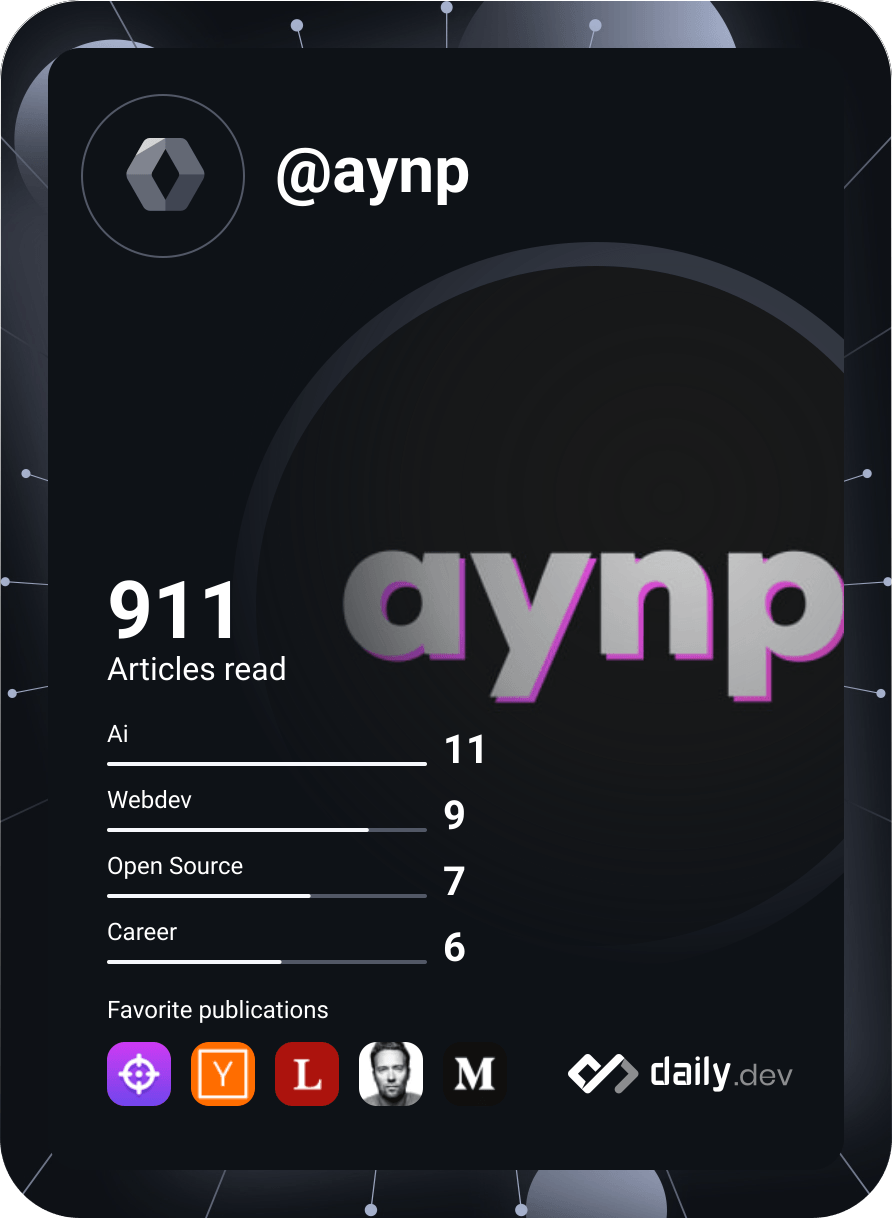 @aynp
aynp
911
Articles read
Ai
11
Webdev
9
Open Source
7
Career
6
Favorite publications
Y
L
M
daily.dev